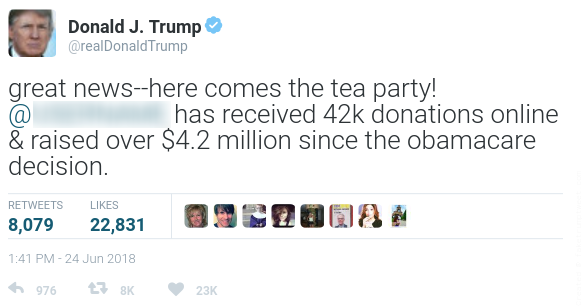 Donald J. Trump
@realDonaldTrump
great news--here comes the tea party!
@ has received 42k donations online
& raised over $4.2 million since the obamacare
decision.
RETWEETS LIKES
8,079 22,831
1:41 PM - 24 Jun 2018
976 8K 23K